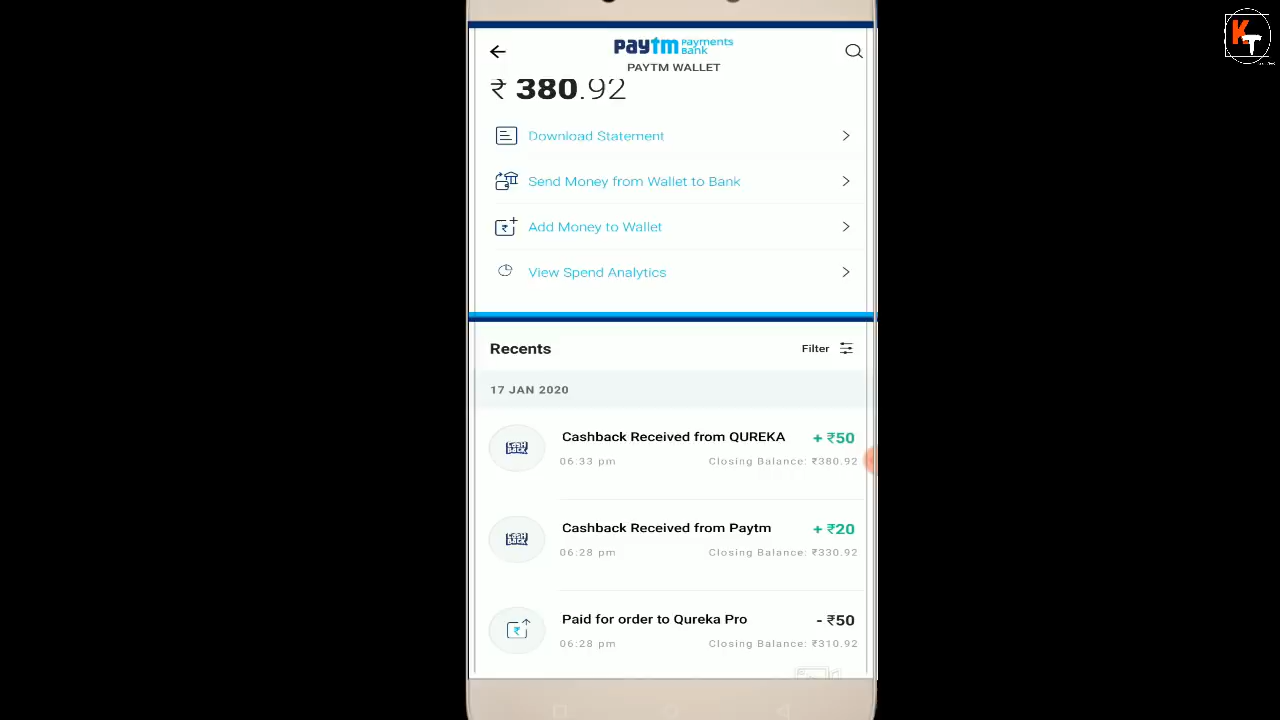 KT
paytm Payments Bank
PAYTM WALLET
₹ 380.92
Download Statement
Send Money from Wallet to Bank
Add Money to Wallet
View Spend Analytics
Recents Filter
17 JAN 2020
Cashback Received from QUREKA + ₹50
06:33 pm Closing Balance: ₹380.92
Cashback Received from Paytm + ₹20
06:28 pm Closing Balance: ₹330.92
Paid for order to Qureka Pro - ₹50
06:28 pm Closing Balance: ₹310.92